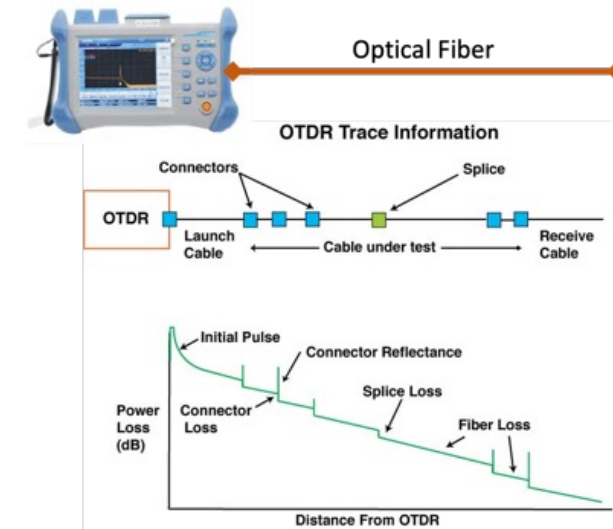 Optical Fiber
OTDR Trace Information
Connectors
Splice
OTDR
Launch
Cable
Cable under test
Receive
Cable
Initial Pulse
Connector Reflectance
Splice Loss
Power
Loss
(dB)
Connector
Loss
Fiber Loss
Distance From OTDR